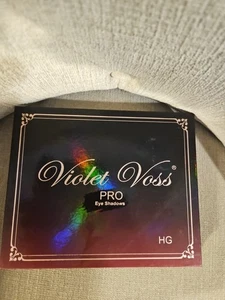 Violet Voss®
PRO
Eye Shadows
HG